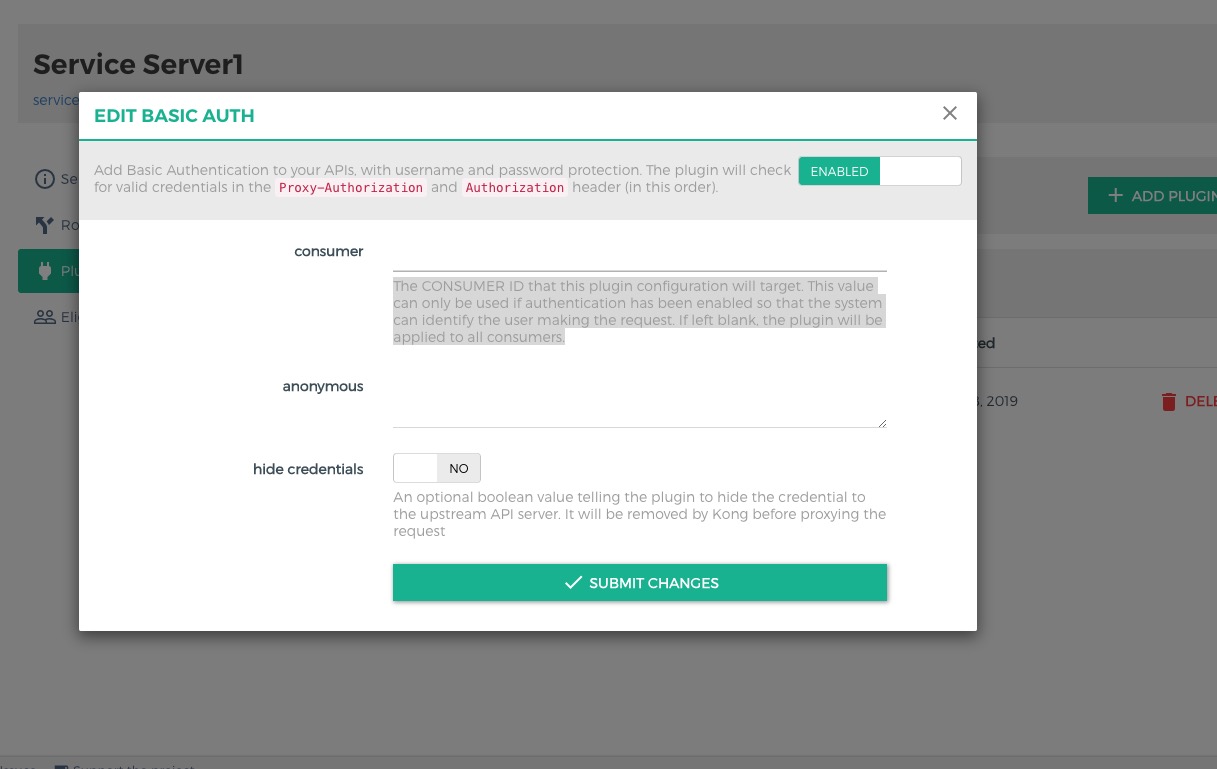 Service Server1
service
EDIT BASIC AUTH
Add Basic Authentication to your APIs, with username and password protection. The plugin will check
for valid credentials in the Proxy-Authorization and Authorization header (in this order).
ENABLED
Se
Ro
Plu
Eli
ADD PLUGIN
consumer
The CONSUMER ID that this plugin configuration will target. This value
can only be used if authentication has been enabled so that the system
can identify the user making the request. If left blank, the plugin will be
applied to all consumers.
anonymous
ted
, 2019
DELE
hide credentials
NO
An optional boolean value telling the plugin to hide the credential to
the upstream API server. It will be removed by Kong before proxying the
request
SUBMIT CHANGES
Support the project